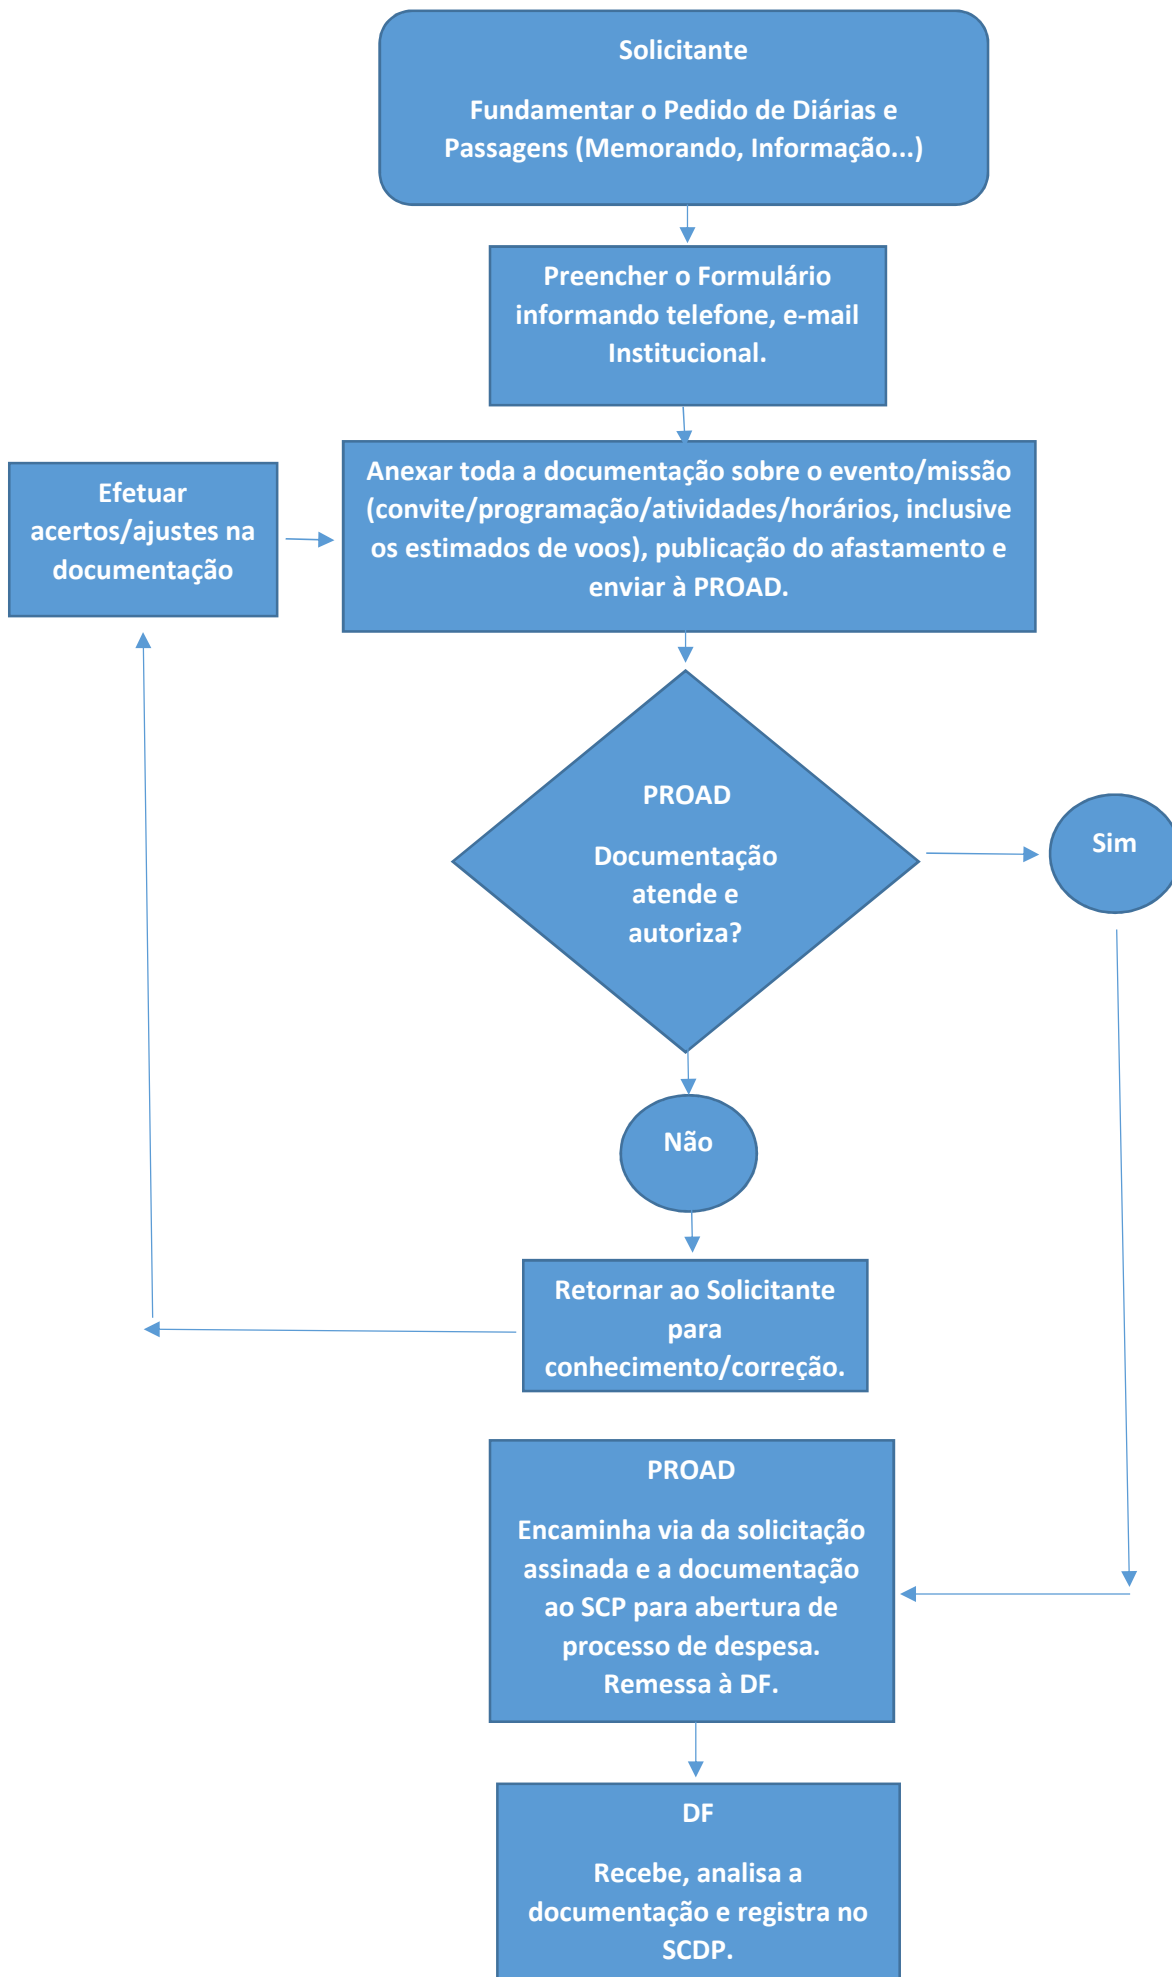 Solicitante
Fundamentar o Pedido de Diárias e
Passagens (Memorando, Informação...)
Preencher o Formulário
informando telefone, e-mail
Institucional.
Efetuar
acertos/ajustes na
documentação
Anexar toda a documentação sobre o evento/missão
(convite/programação/atividades/horários, inclusive
os estimados de voos), publicação do afastamento e
enviar à PROAD.
PROAD
Documentação
atende e
autoriza?
Sim
Não
Retornar ao Solicitante
para
conhecimento/correção.
PROAD
Encaminha via da solicitação
assinada e a documentação
ao SCP para abertura de
processo de despesa.
Remessa à DF.
DF
Recebe, analisa a
documentação e registra no
SCDP.